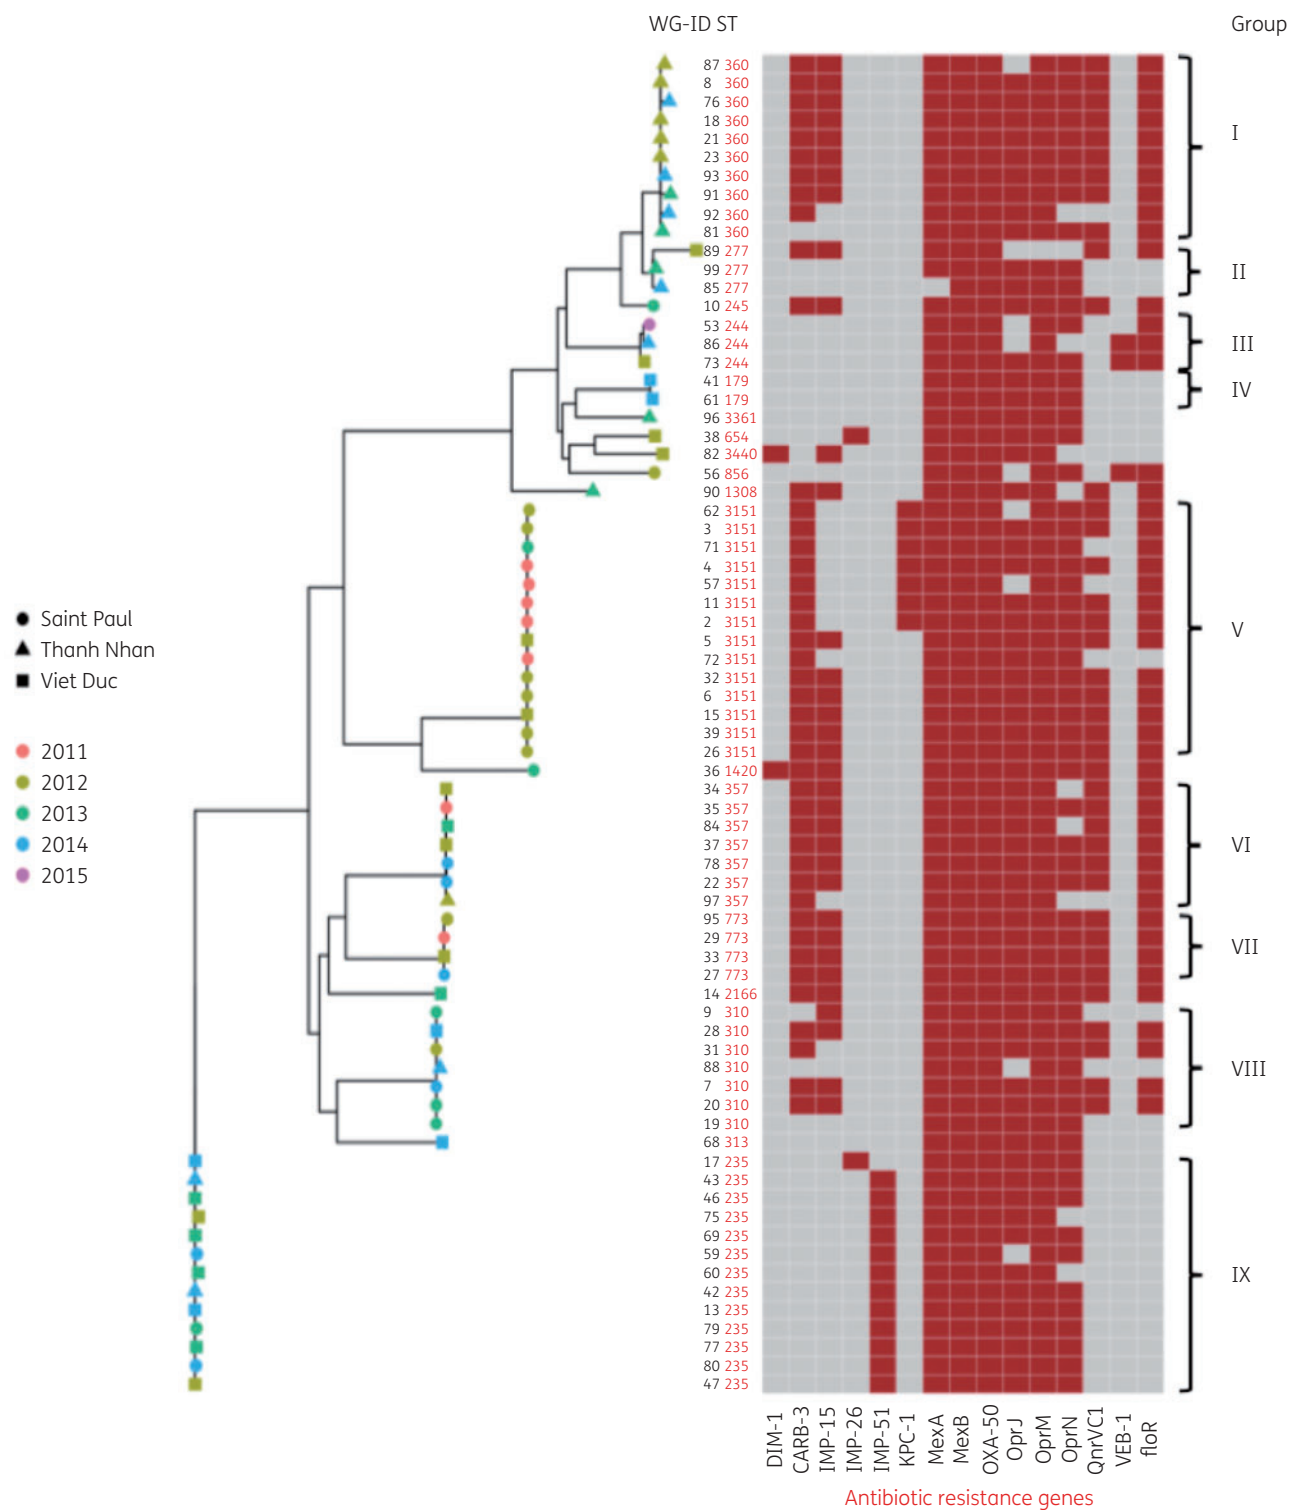 WG-ID ST
Group
87 360
8 360
76 360
18 360
21 360
23 360
93 360
91 360
92 360
81 360
I
89 277
99 277
85 277
II
10 245
53 244
86 244
73 244
III
41 179
61 179
IV
96 3361
38 654
82 3440
56 856
90 1308
62 3151
3 3151
71 3151
4 3151
57 3151
11 3151
2 3151
5 3151
72 3151
32 3151
6 3151
15 3151
39 3151
26 3151
V
36 1420
34 357
35 357
84 357
37 357
78 357
22 357
97 357
VI
95 773
29 773
33 773
27 773
VII
14 2166
9 310
28 310
31 310
88 310
7 310
20 310
19 310
VIII
68 313
17 235
43 235
46 235
75 235
69 235
59 235
60 235
42 235
13 235
79 235
77 235
80 235
47 235
IX
Saint Paul
Thanh Nhan
Viet Duc
2011
2012
2013
2014
2015
DIM-1
CARB-3
IMP-15
IMP-26
IMP-51
KPC-1
MexA
MexB
OXA-50
OprJ
OprM
OprN
QnrVC1
VEB-1
floR
Antibiotic resistance genes